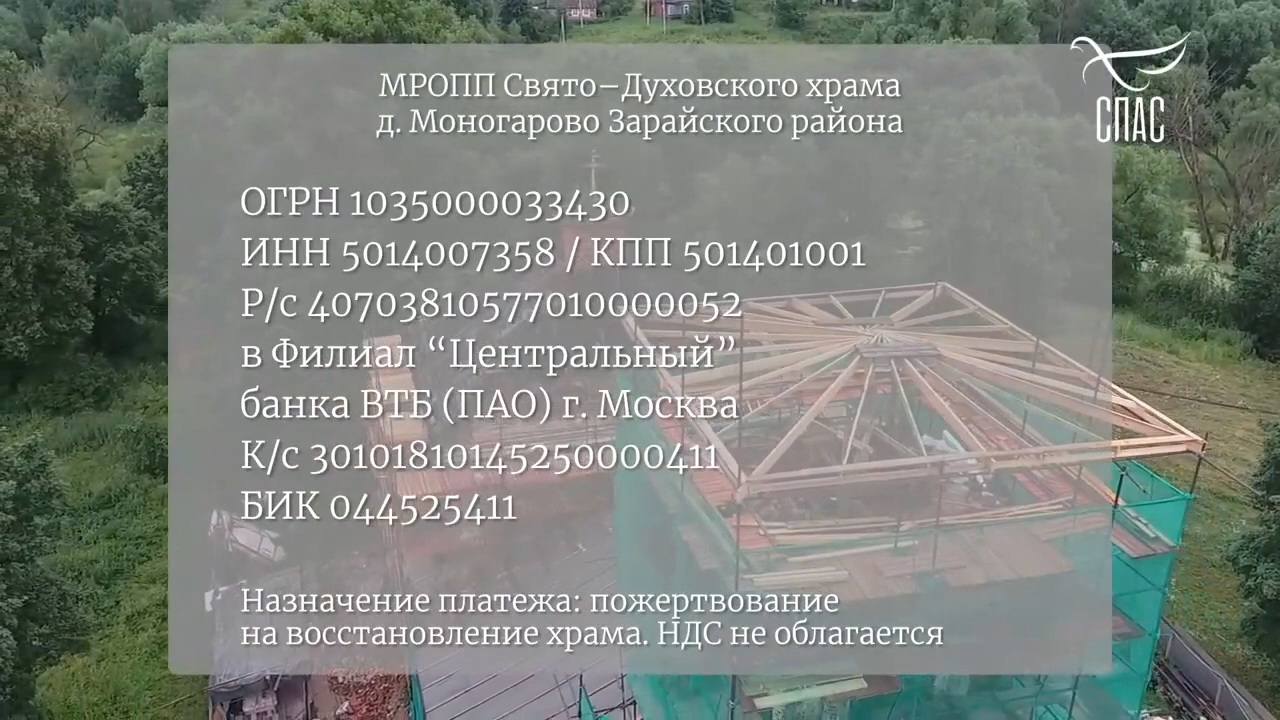 МРОПП Свято–Духовского храма
д. Моногарово Зарайского района
СПАС
ОГРН 1035000033430
ИНН 5014007358 / КПП 501401001
Р/с 40703810577010000052
в Филиал “Центральный”
банка ВТБ (ПАО) г. Москва
К/с 30101810145250000411
БИК 044525411
Назначение платежа: пожертвование
на восстановление храма. НДС не облагается